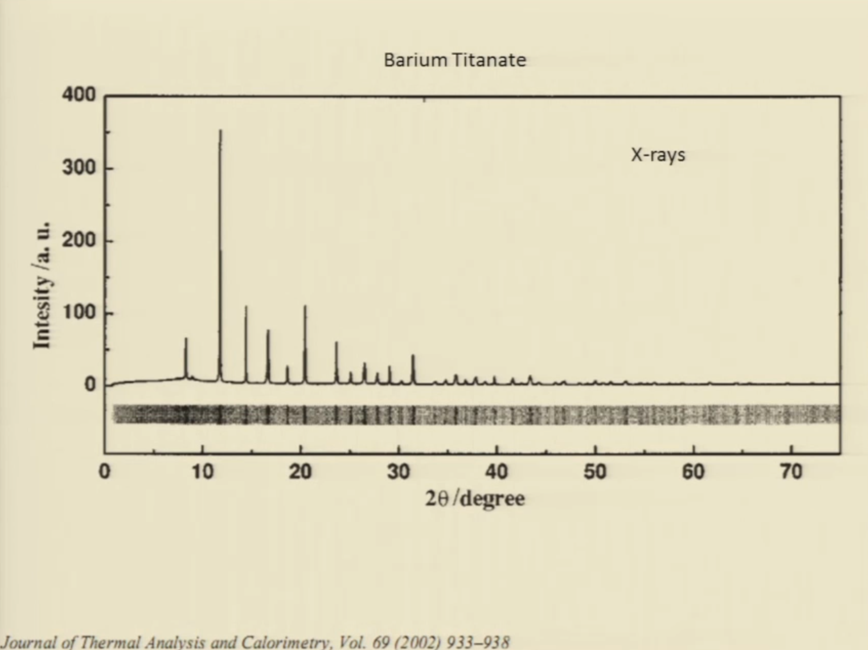 Barium Titanate
400
X-rays
300
200
100
0
Intesity /a. u.
0 10 20 30 40 50 60 70
2θ/degree
Journal of Thermal Analysis and Calorimetry, Vol. 69 (2002) 933–938